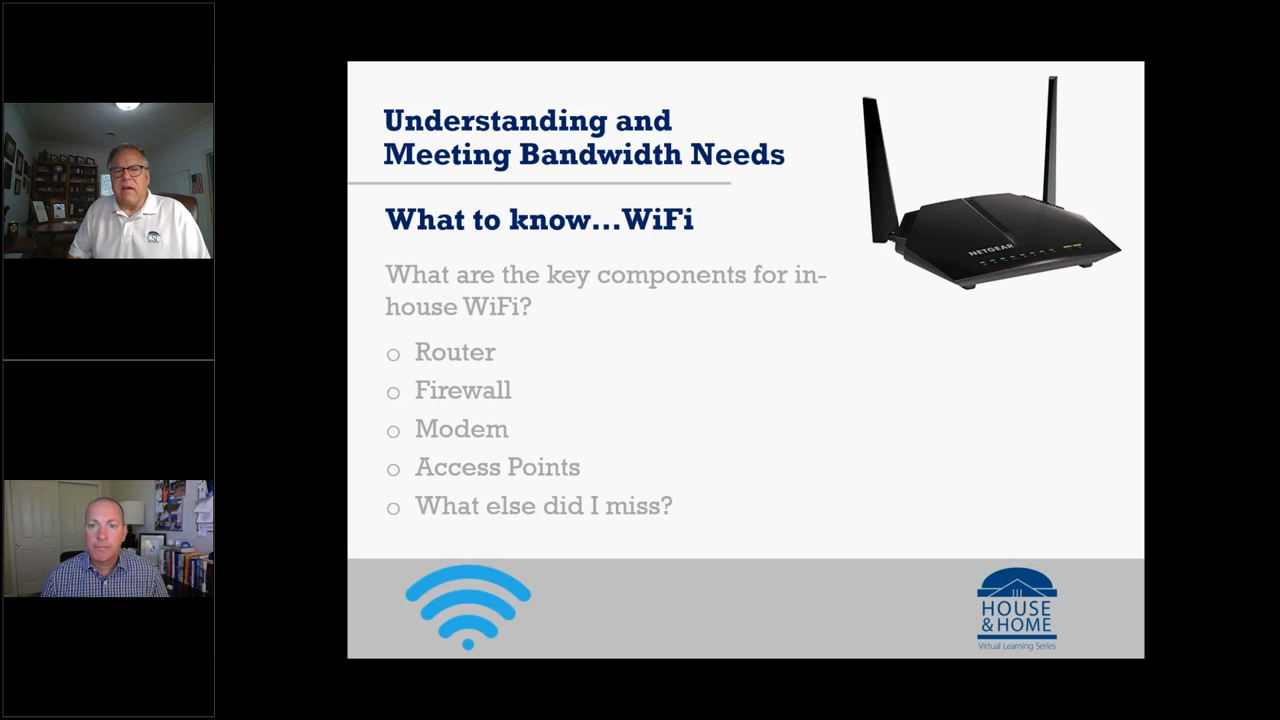 Understanding and
Meeting Bandwidth Needs
What to know...WiFi
What are the key components for in-
house WiFi?
Router
Firewall
Modem
Access Points
What else did I miss?
NETGEAR
HOUSE
& HOME
Virtual Learning Series